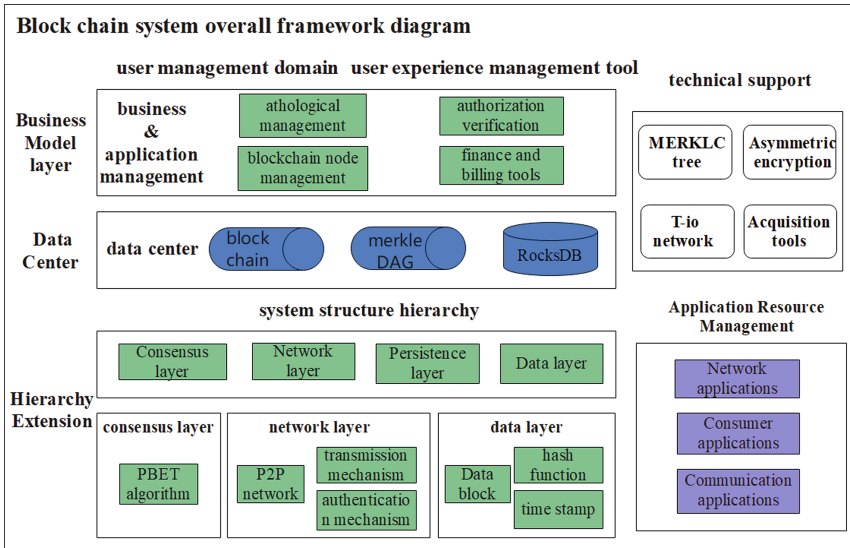 Block chain system overall framework diagram
user management domain
user experience management tool
technical support
Business
Model
layer
business
&
application
management
athological
management
authorization
verification
blockchain node
management
finance and
billing tools
MERKLC
tree
Asymmetric
encryption
T-io
network
Acquisition
tools
Data
Center
data center
block
chain
merkle
DAG
RocksDB
system structure hierarchy
Application Resource
Management
Hierarchy
Extension
Consensus
layer
Network
layer
Persistence
layer
Data layer
Network
applications
Consumer
applications
Communication
applications
consensus layer
PBET
algorithm
network layer
P2P
network
transmission
mechanism
authenticatio
n mechanism
data layer
Data
block
hash
function
time stamp